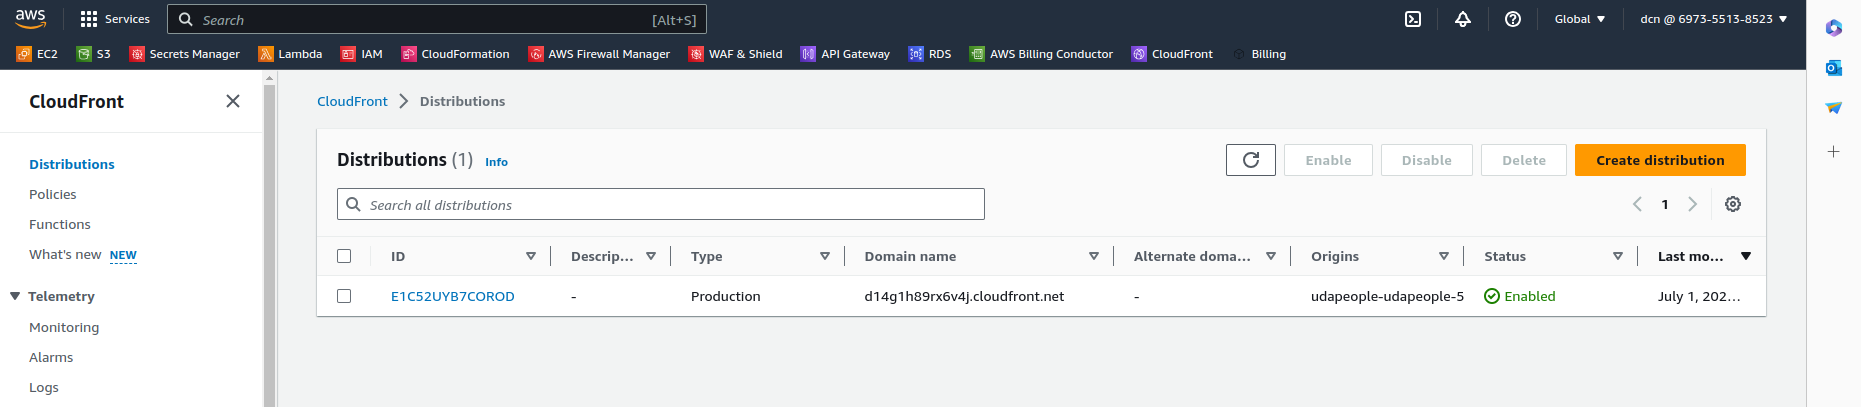 aws Services Search [Alt+S] Global dcn @ 6973-5513-8523
EC2 S3 Secrets Manager Lambda IAM CloudFormation AWS Firewall Manager WAF & Shield API Gateway RDS AWS Billing Conductor CloudFront Billing
CloudFront
Distributions
Policies
Functions
What's new NEW
Telemetry
Monitoring
Alarms
Logs
CloudFront Distributions
Distributions (1) Info Enable Disable Delete Create distribution
Search all distributions 1
ID Descrip... Type Domain name Alternate doma... Origins Status Last mo...
E1C52UYB7COROD - Production d14g1h89rx6v4j.cloudfront.net - udapeople-udapeople-5 Enabled July 1, 202...